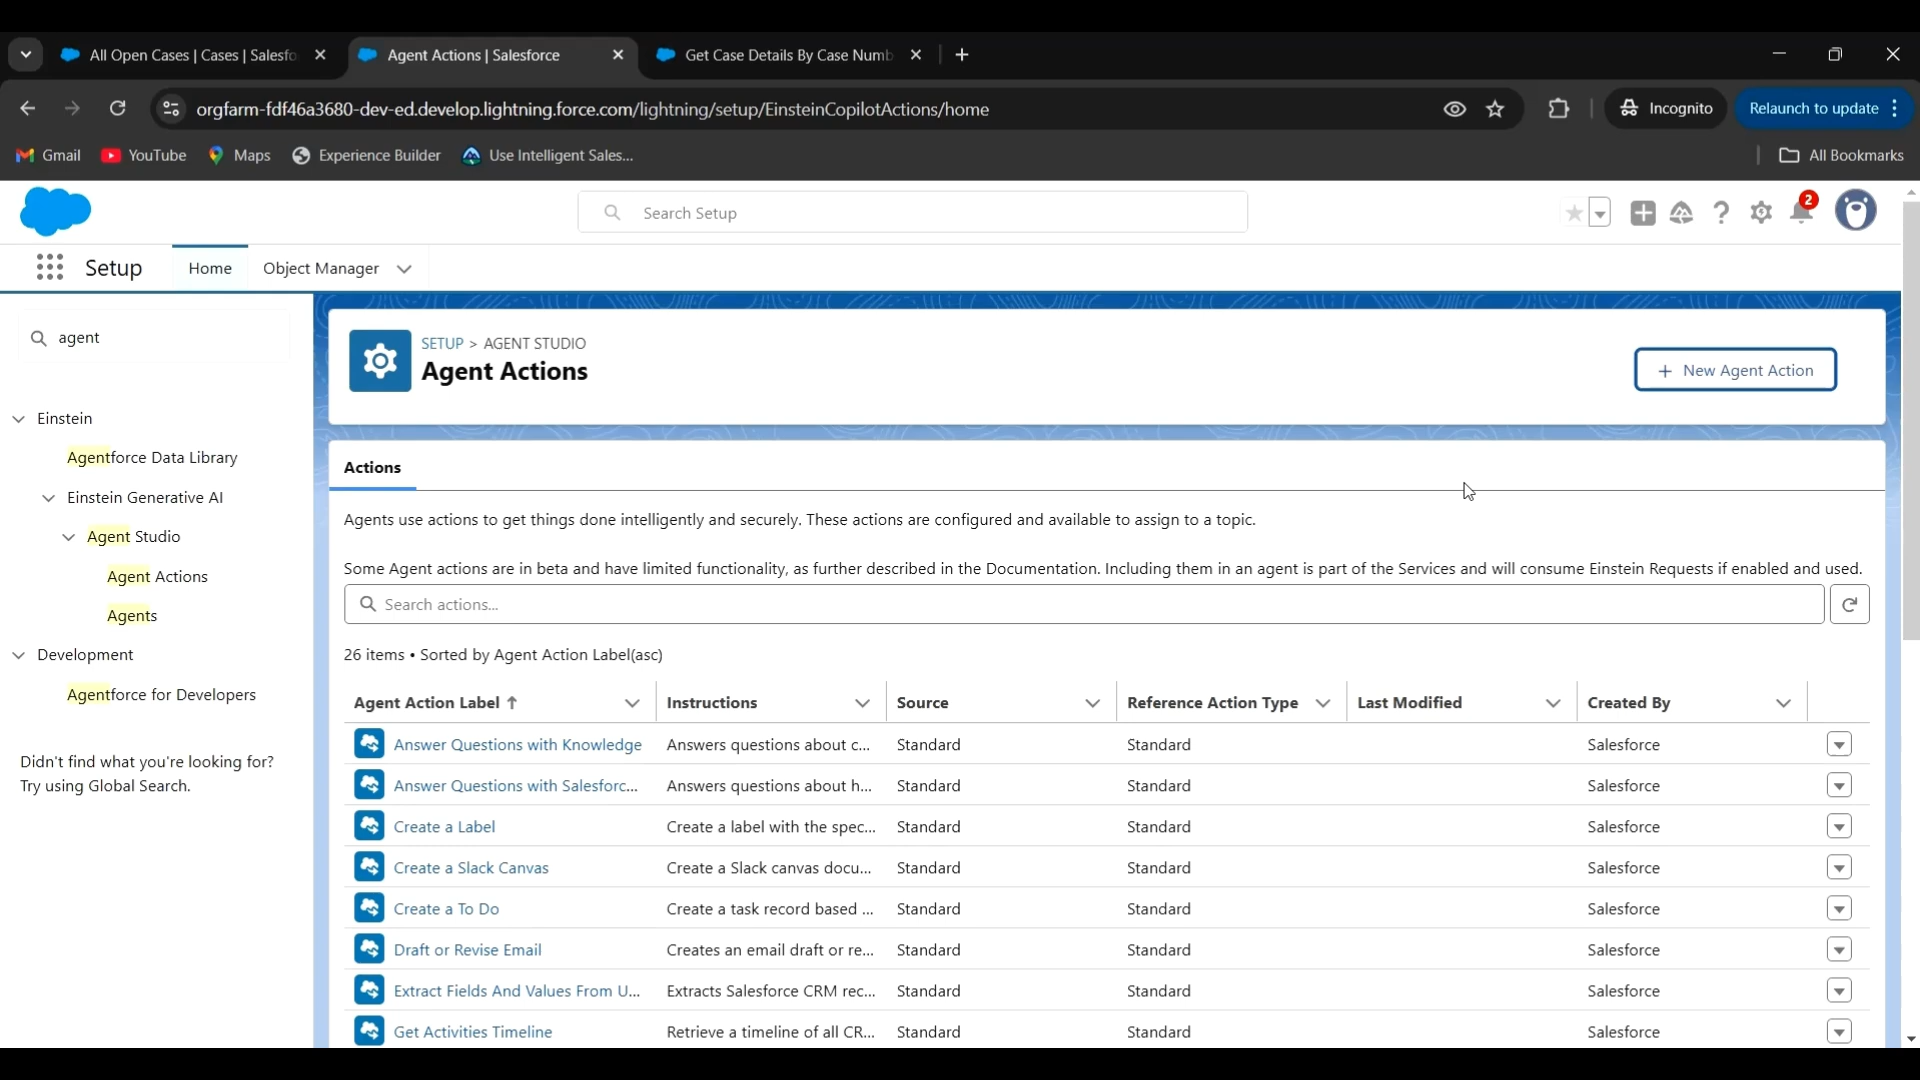 All Open Cases | Cases | Salesfo
Agent Actions | Salesforce
Get Case Details By Case Numb
orgfarm-fdf46a3680-dev-ed.develop.lightning.force.com/lightning/setup/EinsteinCopilotActions/home
Incognito
Relaunch to update
Gmail
YouTube
Maps
Experience Builder
Use Intelligent Sales...
All Bookmarks
Search Setup
2
Setup
Home
Object Manager
agent
SETUP > AGENT STUDIO
Agent Actions
New Agent Action
Einstein
Agentforce Data Library
Einstein Generative AI
Agent Studio
Agent Actions
Agents
Development
Agentforce for Developers
Didn't find what you're looking for?
Try using Global Search.
Actions
Agents use actions to get things done intelligently and securely. These actions are configured and available to assign to a topic.
Some Agent actions are in beta and have limited functionality, as further described in the Documentation. Including them in an agent is part of the Services and will consume Einstein Requests if enabled and used.
Search actions...
26 items • Sorted by Agent Action Label(asc)
Agent Action Label ↑ Instructions Source Reference Action Type Last Modified Created By
Answer Questions with Knowledge Answers questions about c... Standard Standard Salesforce
Answer Questions with Salesforc... Answers questions about h... Standard Standard Salesforce
Create a Label Create a label with the spec... Standard Standard Salesforce
Create a Slack Canvas Create a Slack canvas docu... Standard Standard Salesforce
Create a To Do Create a task record based ... Standard Standard Salesforce
Draft or Revise Email Creates an email draft or re... Standard Standard Salesforce
Extract Fields And Values From U... Extracts Salesforce CRM rec... Standard Standard Salesforce
Get Activities Timeline Retrieve a timeline of all CR... Standard Standard Salesforce